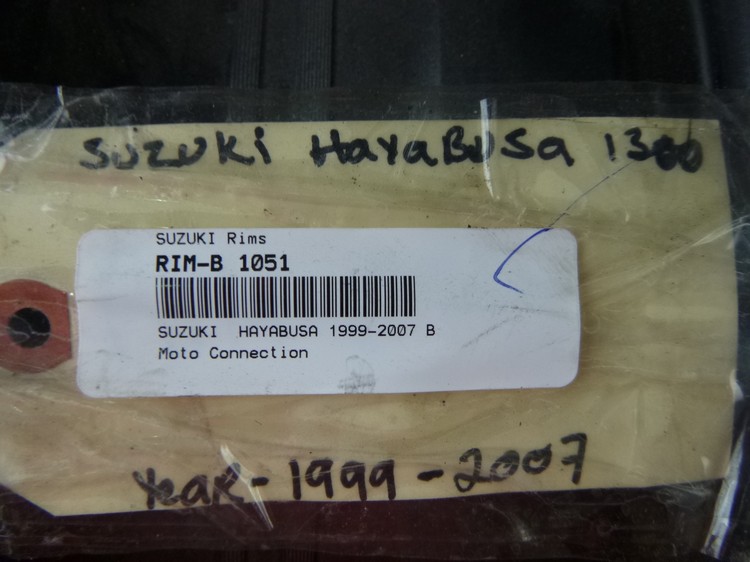 SUZUKi HaYaBUSa 1300
SUZUKI Rims
RIM-B 1051
SUZUKI HAYABUSA 1999-2007 B
Moto Connection
YeaR-1999-2007